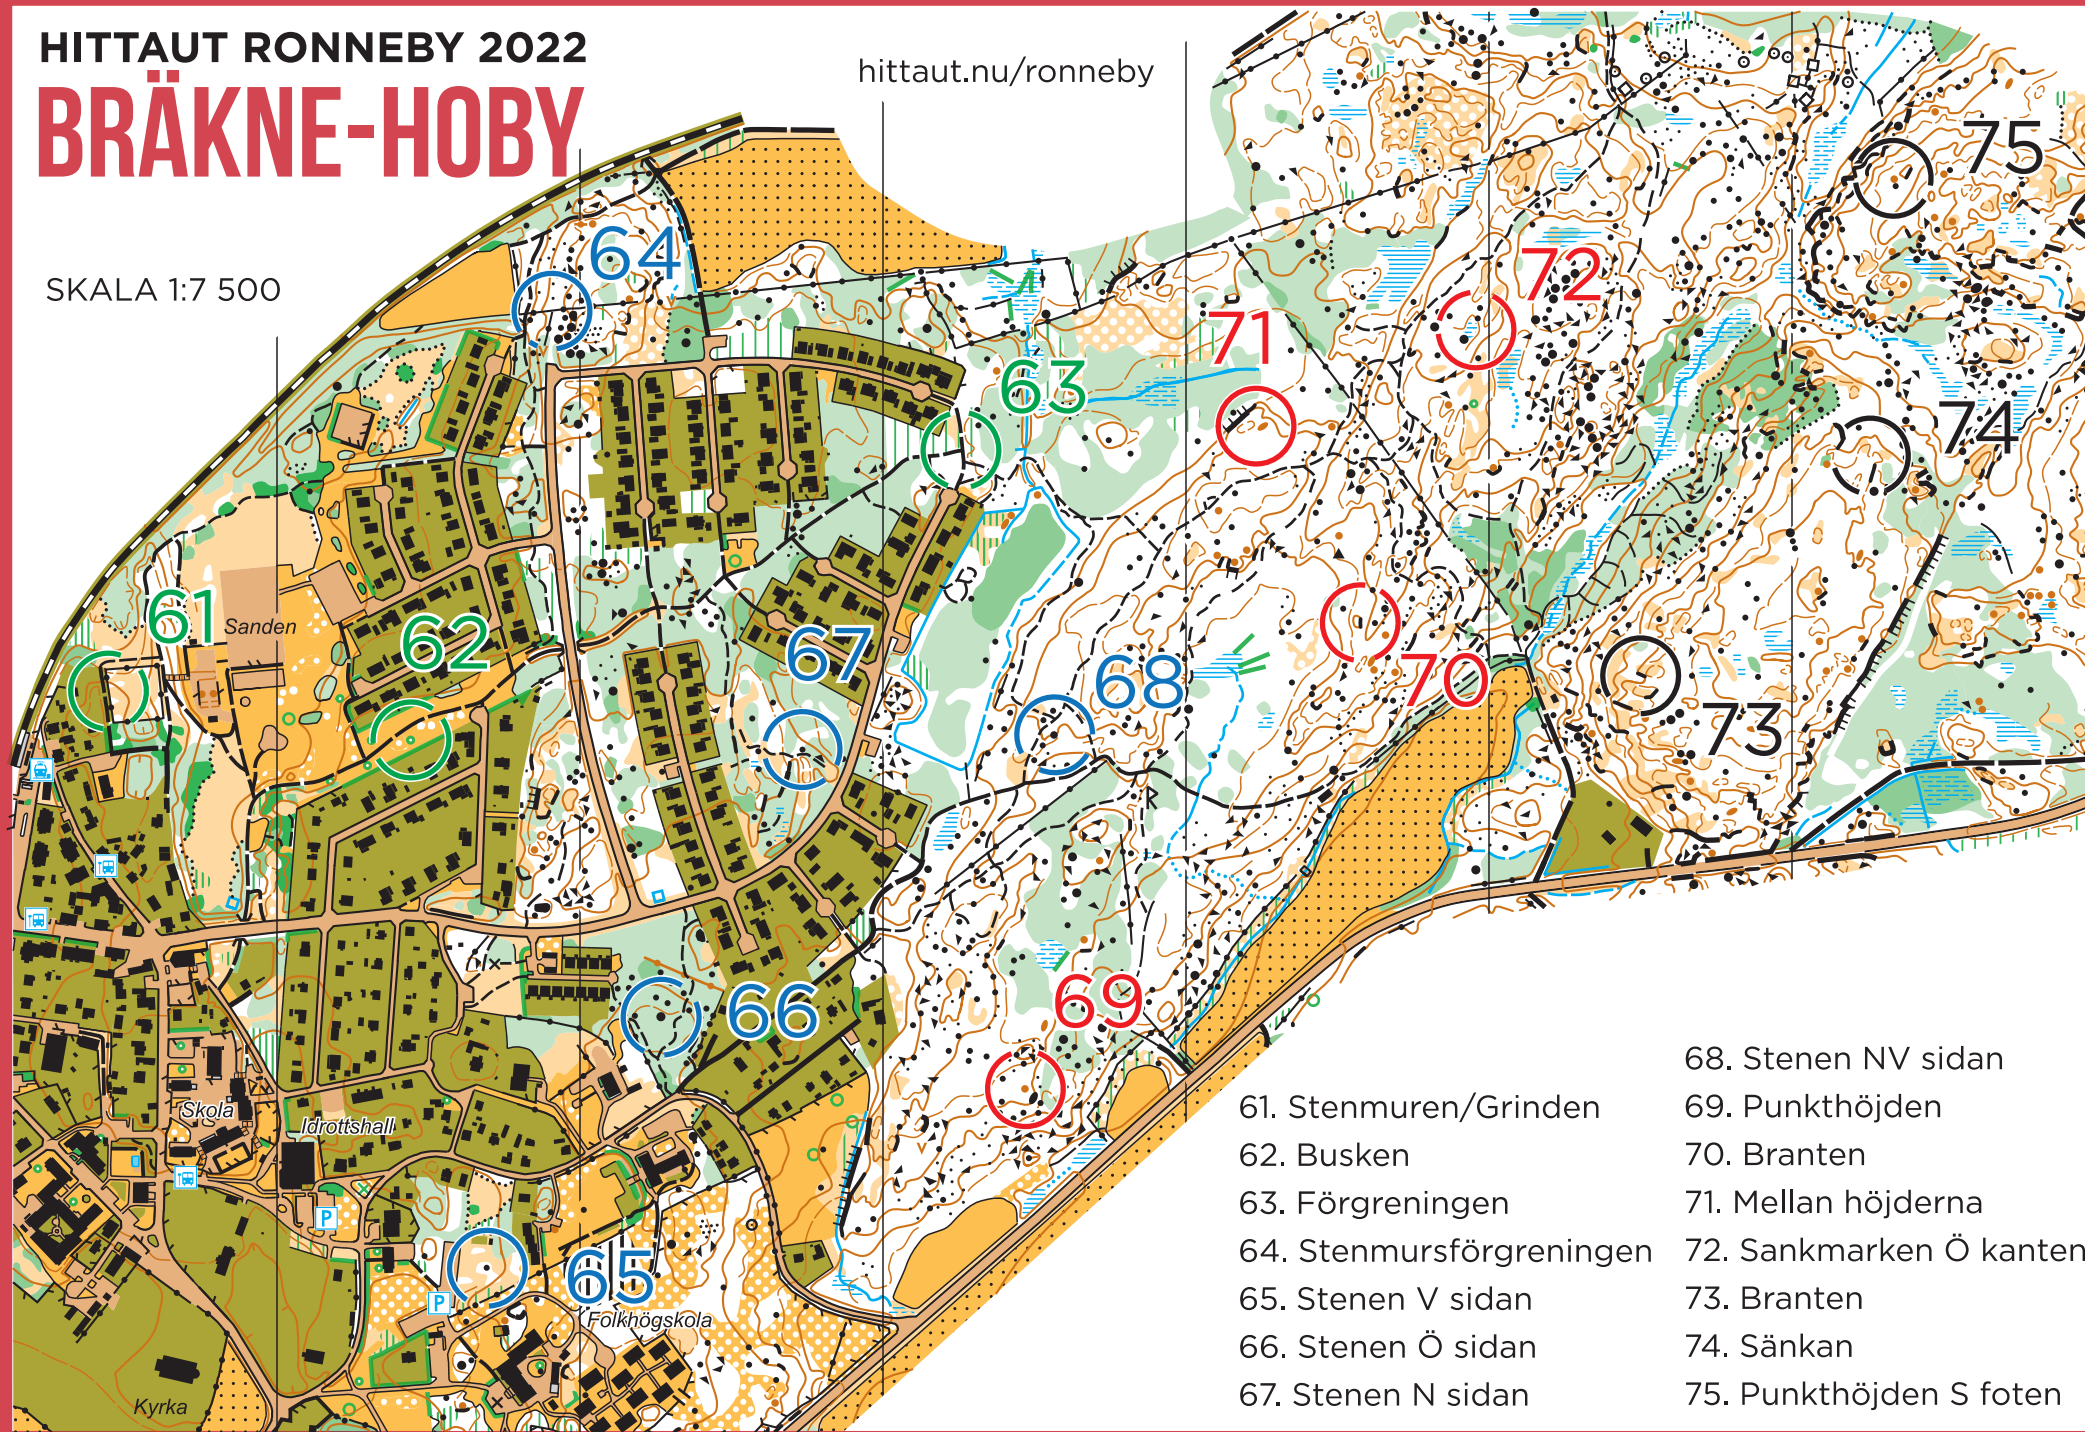 HITTAUT RONNEBY 2022
BRÄKNE-HOBY
hittaut.nu/ronneby
SKALA 1:7 500
75
64
72
71
63
74
61
Sanden
62
67
68
70
73
69
66
Skola
Idrottshall
P
65
P
Folkhögskola
Kyrka
61. Stenmuren/Grinden
62. Busken
63. Förgreningen
64. Stenmursförgreningen
65. Stenen V sidan
66. Stenen Ö sidan
67. Stenen N sidan
68. Stenen NV sidan
69. Punkthöjden
70. Branten
71. Mellan höjderna
72. Sankmarken Ö kanten
73. Branten
74. Sänkan
75. Punkthöjden S foten